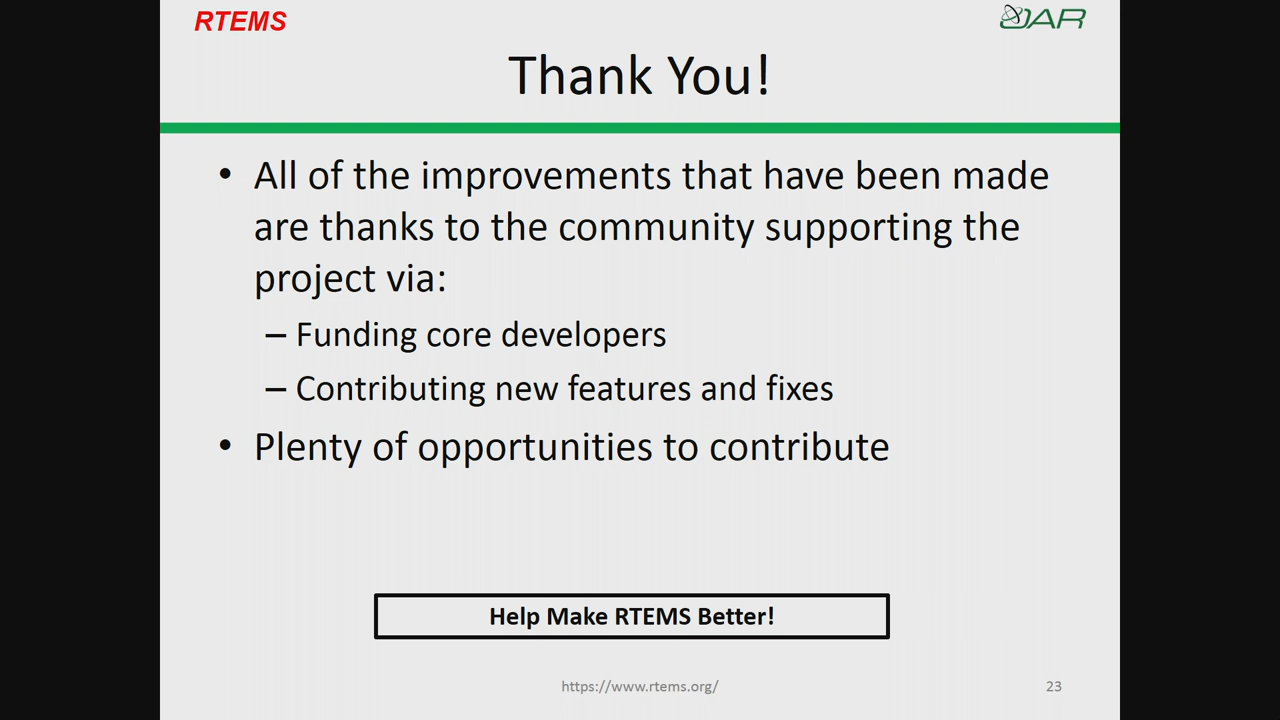 RTEMS
OAR
Thank You!
• All of the improvements that have been made
are thanks to the community supporting the
project via:
– Funding core developers
– Contributing new features and fixes
• Plenty of opportunities to contribute
Help Make RTEMS Better!
https://www.rtems.org/
23